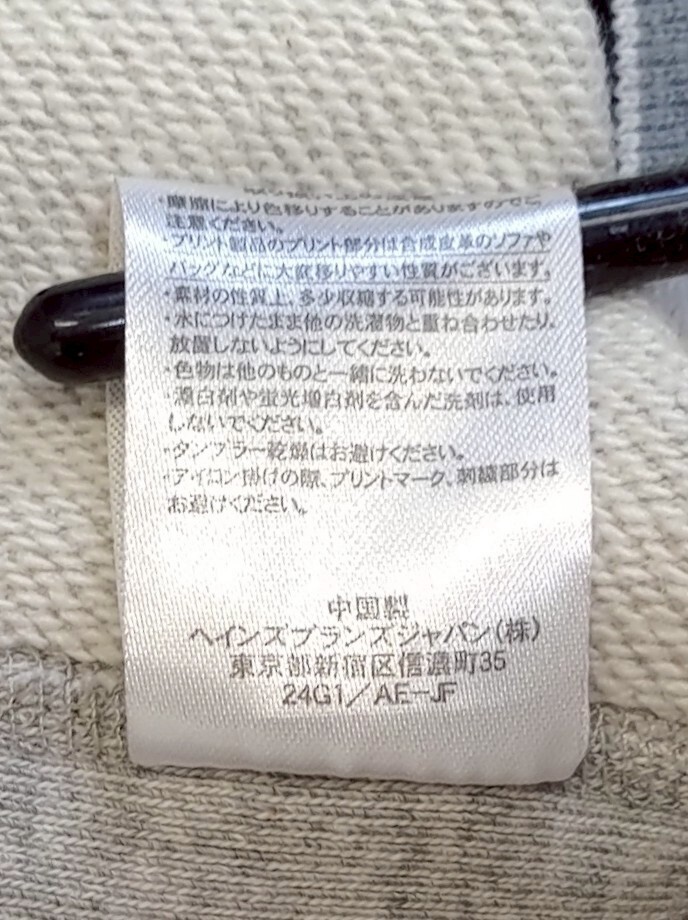 ・摩擦により色移りすることがありますのでご
注意ください。
・プリント製品のプリント部分は合成皮革のソファや
バッグなどに大変移りやすい性質がございます。
・素材の性質上、多少収縮する可能性があります。
・水につけたまま他の洗濯物と重ね合わせたり、
放置しないようにしてください。
・色物は他のものと一緒に洗わないでください。
・漂白剤や蛍光増白剤を含んだ洗剤は、使用
しないでください。
・タンブラー乾燥はお避けください。
・アイロン掛けの際、プリントマーク、刺繍部分は
お避けください。
中国製
ヘインズブランズジャパン(株)
東京都新宿区信濃町35
24G1/AE-JF